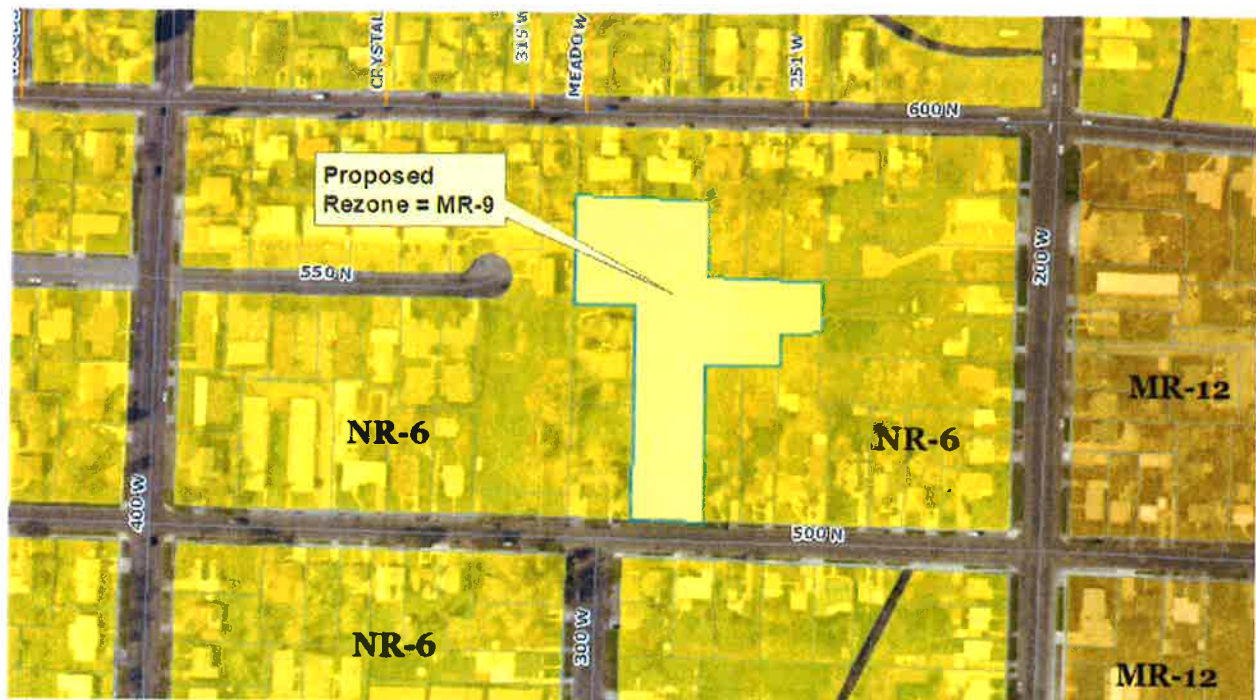 CRYSTAL
315 W
MEADOW W
251 W
600 N
Proposed
Rezone = MR-9
550 N
200 W
MR-12
NR-6
NR-6
400 W
500 N
300 W
NR-6
MR-12